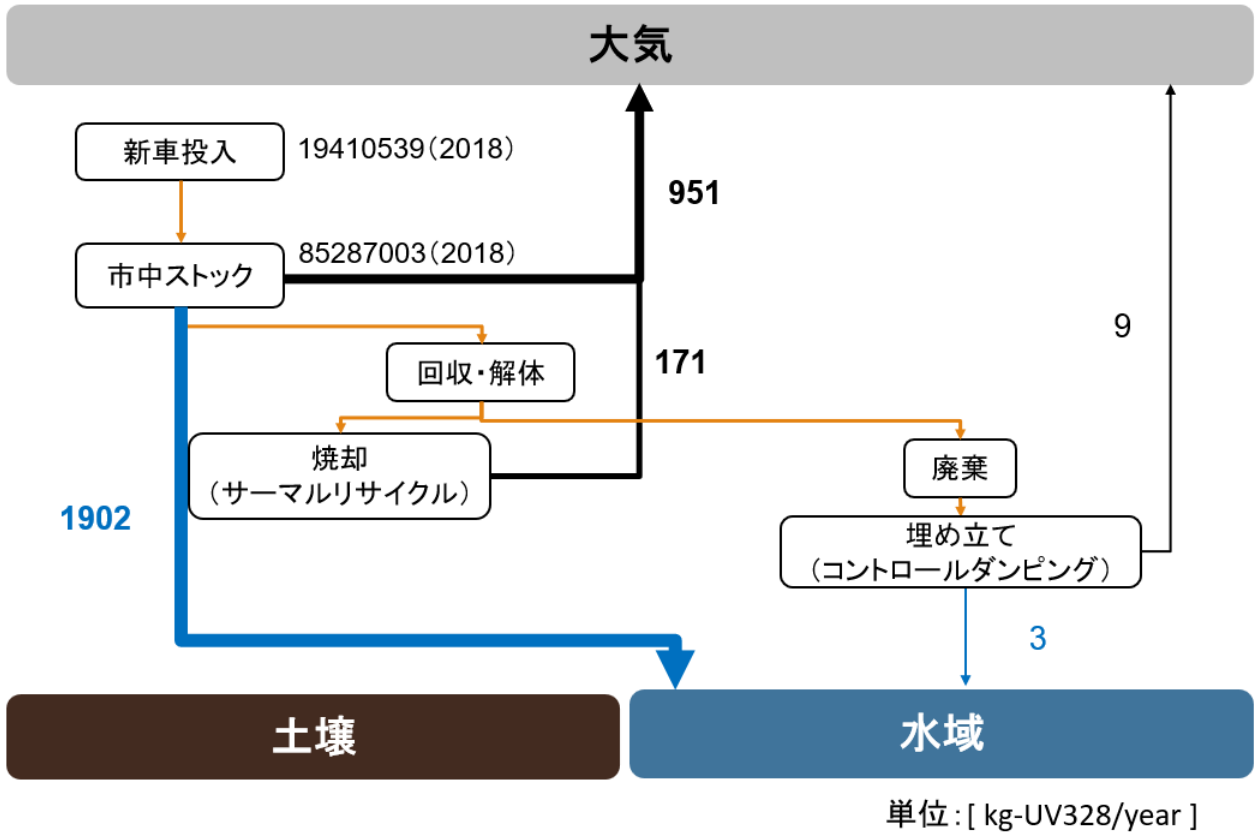 大気
新車投入
19410539（2018）
951
市中ストック
85287003（2018）
9
回収・解体
171
焼却
（サーマルリサイクル）
廃棄
1902
埋め立て
（コントロールダンピング）
3
土壌
水域
単位：[ kg-UV328/year ]